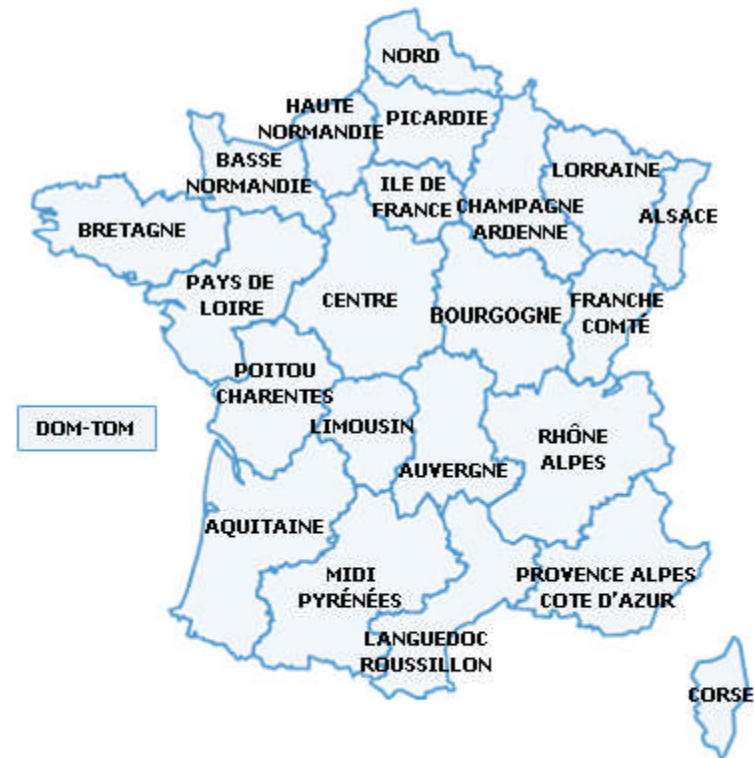 NORD
HAUTE
NORMANDIE
PICARDIE
BASSE
NORMANDIE
ILE DE
FRANCE
CHAMPAGNE
ARDENNE
LORRAINE
ALSACE
BRETAGNE
PAYS DE
LOIRE
CENTRE
BOURGOGNE
FRANCHE
COMTÉ
POITOU
CHARENTES
DOM-TOM
LIMOUSIN
AUVERGNE
RHÔNE
ALPES
AQUITAINE
MIDI
PYRÉNÉES
PROVENCE ALPES
COTE D'AZUR
LANGUEDOC
ROUSSILLON
CORSE